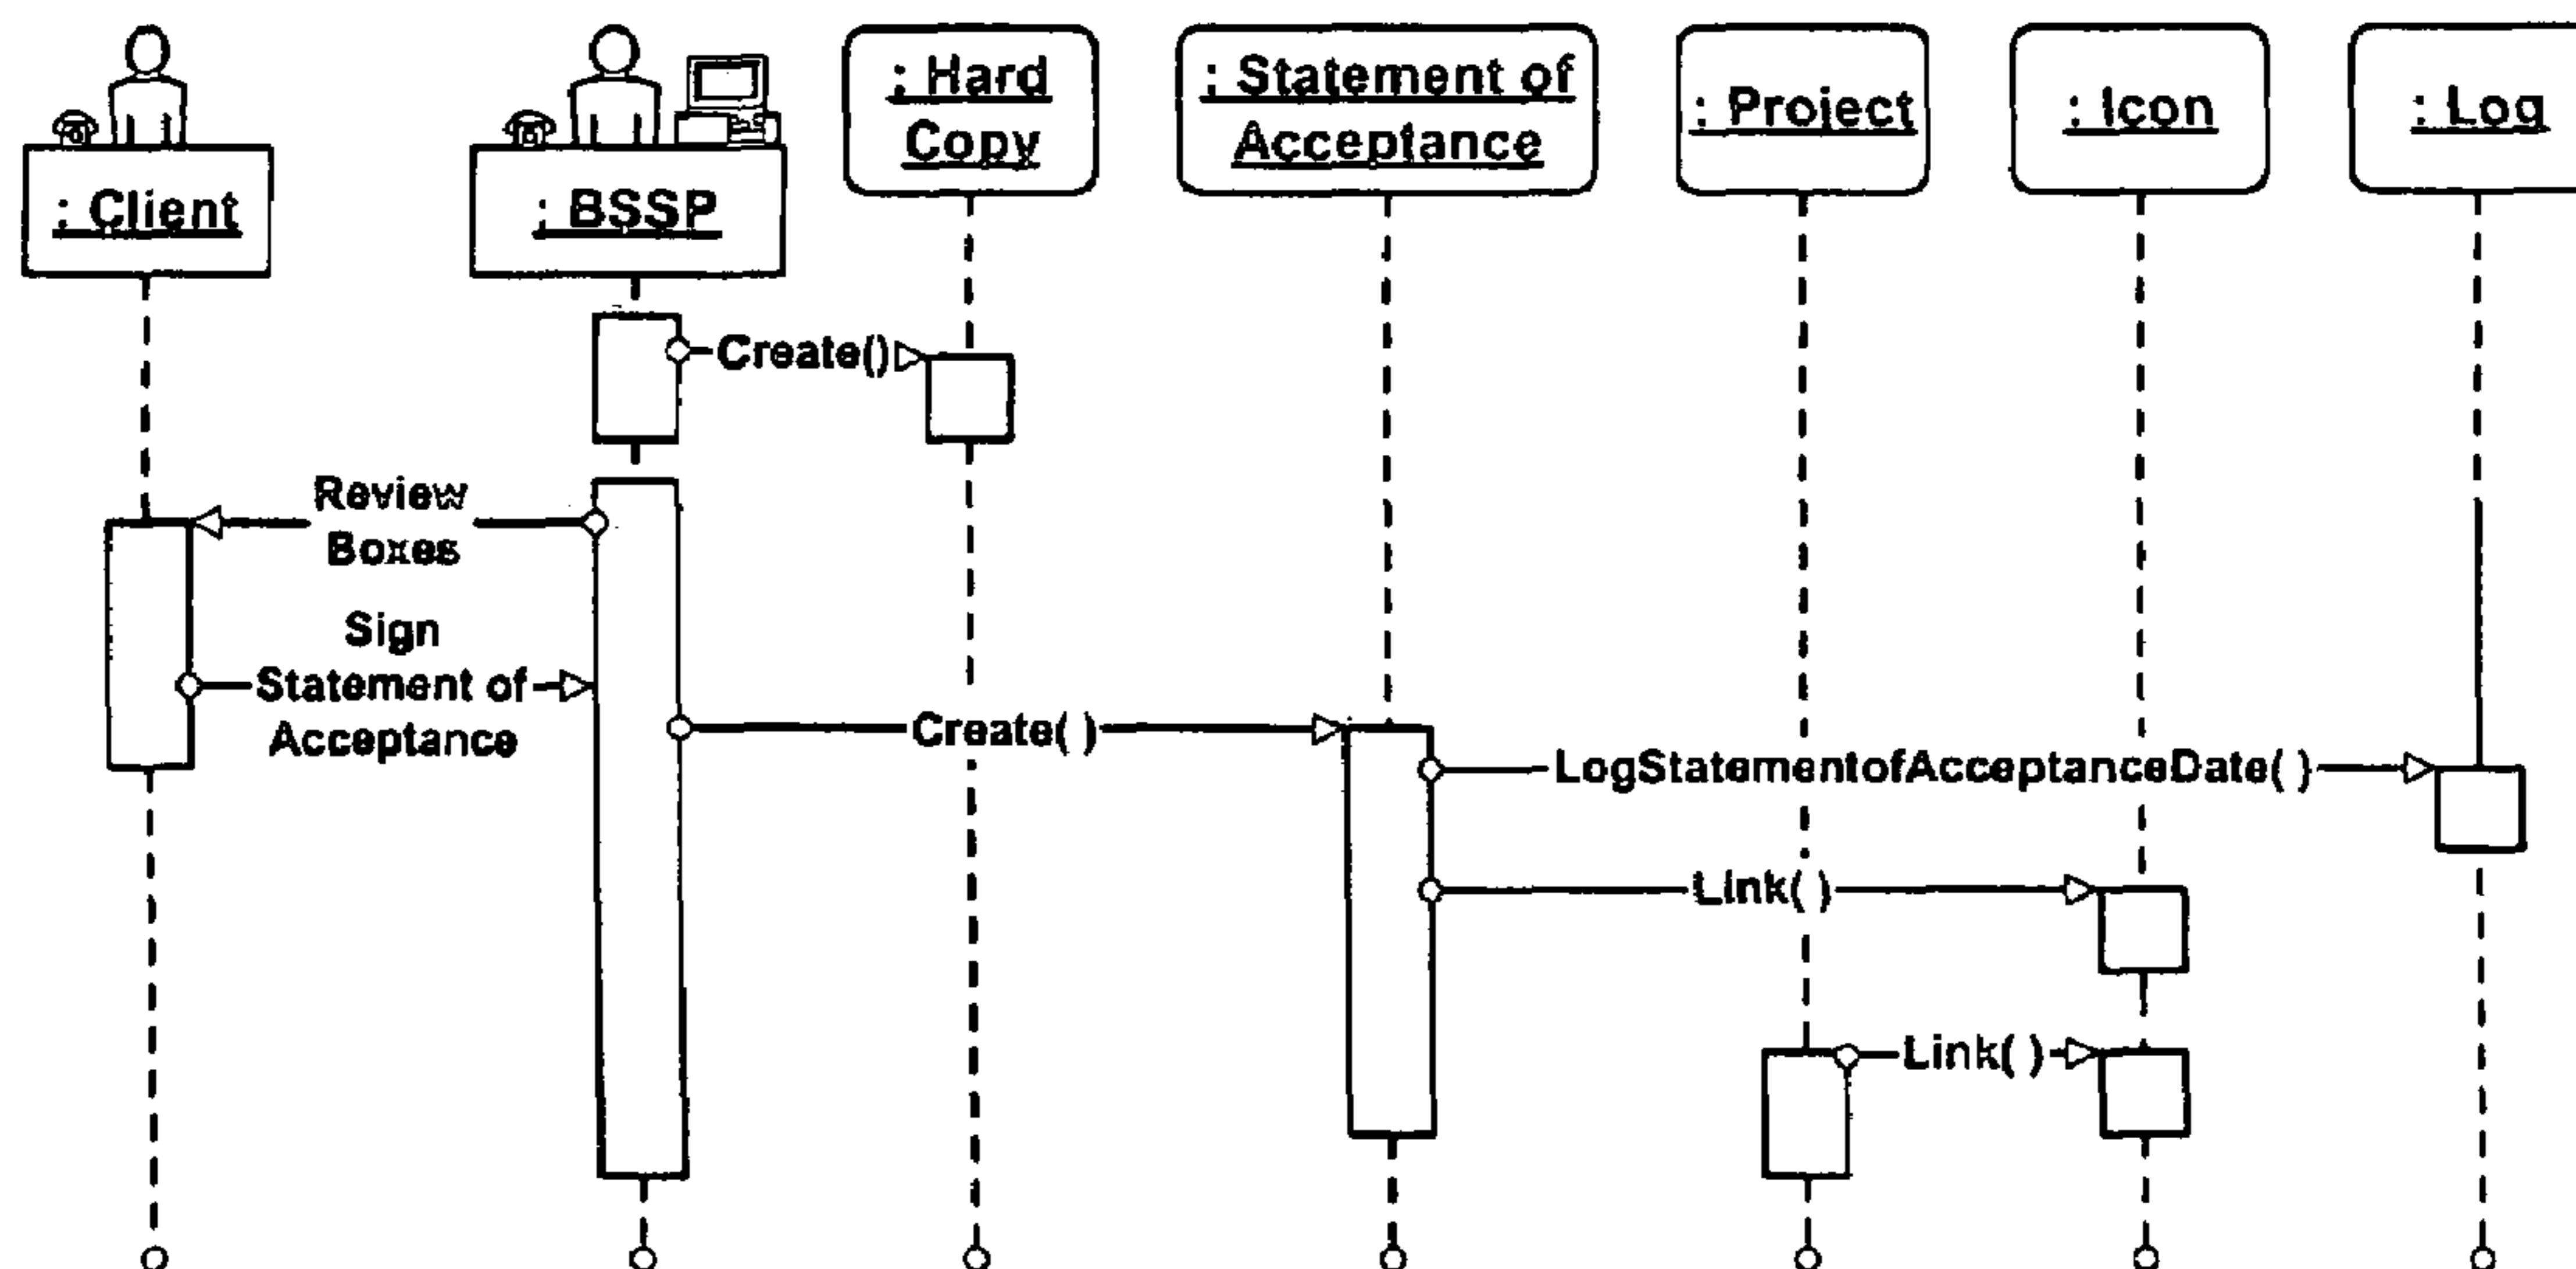 : Client
: BSSP
: Hard
Copy
: Statement of
Acceptance
: Project
: Icon
: Log
Create()
Review
Boxes
Sign
Statement of
Acceptance
Create( )
LogStatementofAcceptanceDate( )
Link( )
Link( )